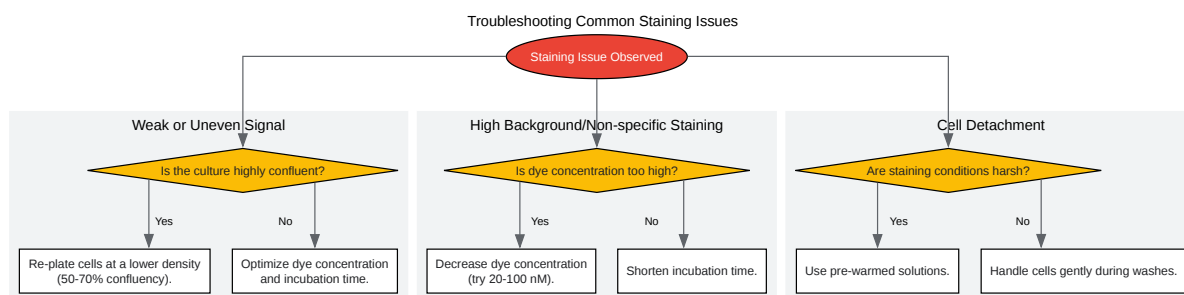 Troubleshooting Common Staining Issues
Staining Issue Observed
Weak or Uneven Signal
High Background/Non-specific Staining
Cell Detachment
Is the culture highly confluent?
Is dye concentration too high?
Are staining conditions harsh?
Yes
No
Yes
No
Yes
No
Re-plate cells at a lower density
(50-70% confluency).
Optimize dye concentration
and incubation time.
Decrease dye concentration
(try 20-100 nM).
Shorten incubation time.
Use pre-warmed solutions.
Handle cells gently during washes.